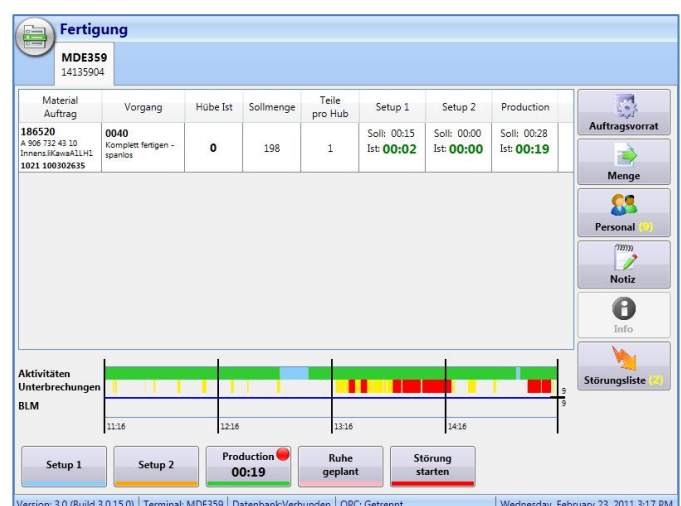 Fertigung
MDE359
14135904
Material
Auftrag
Vorgang
Hübe Ist
Sollmenge
Teile
pro Hub
Setup 1
Setup 2
Production
186520
A 906 732 43 10
Innens.liKawaA1LH1
1021 100302635
0040
Komplett fertigen -
spanlos
0
198
1
Soll: 00:15
Ist: 00:02
Soll: 00:00
Ist: 00:00
Soll: 00:28
Ist: 00:19
Auftragsvorrat
Menge
Personal (9)
Notiz
Info
Störungsliste (2)
Aktivitäten
Unterbrechungen
BLM
9
9
11:16
12:16
13:16
14:16
Setup 1
Setup 2
Production
00:19
Ruhe
geplant
Störung
starten
Version: 3.0 (Build 3.0.15.0) Terminal: MDE359 Datenbank:Verbunden OPC: Getrennt Wednesday, February 23, 2011 3:17 PM